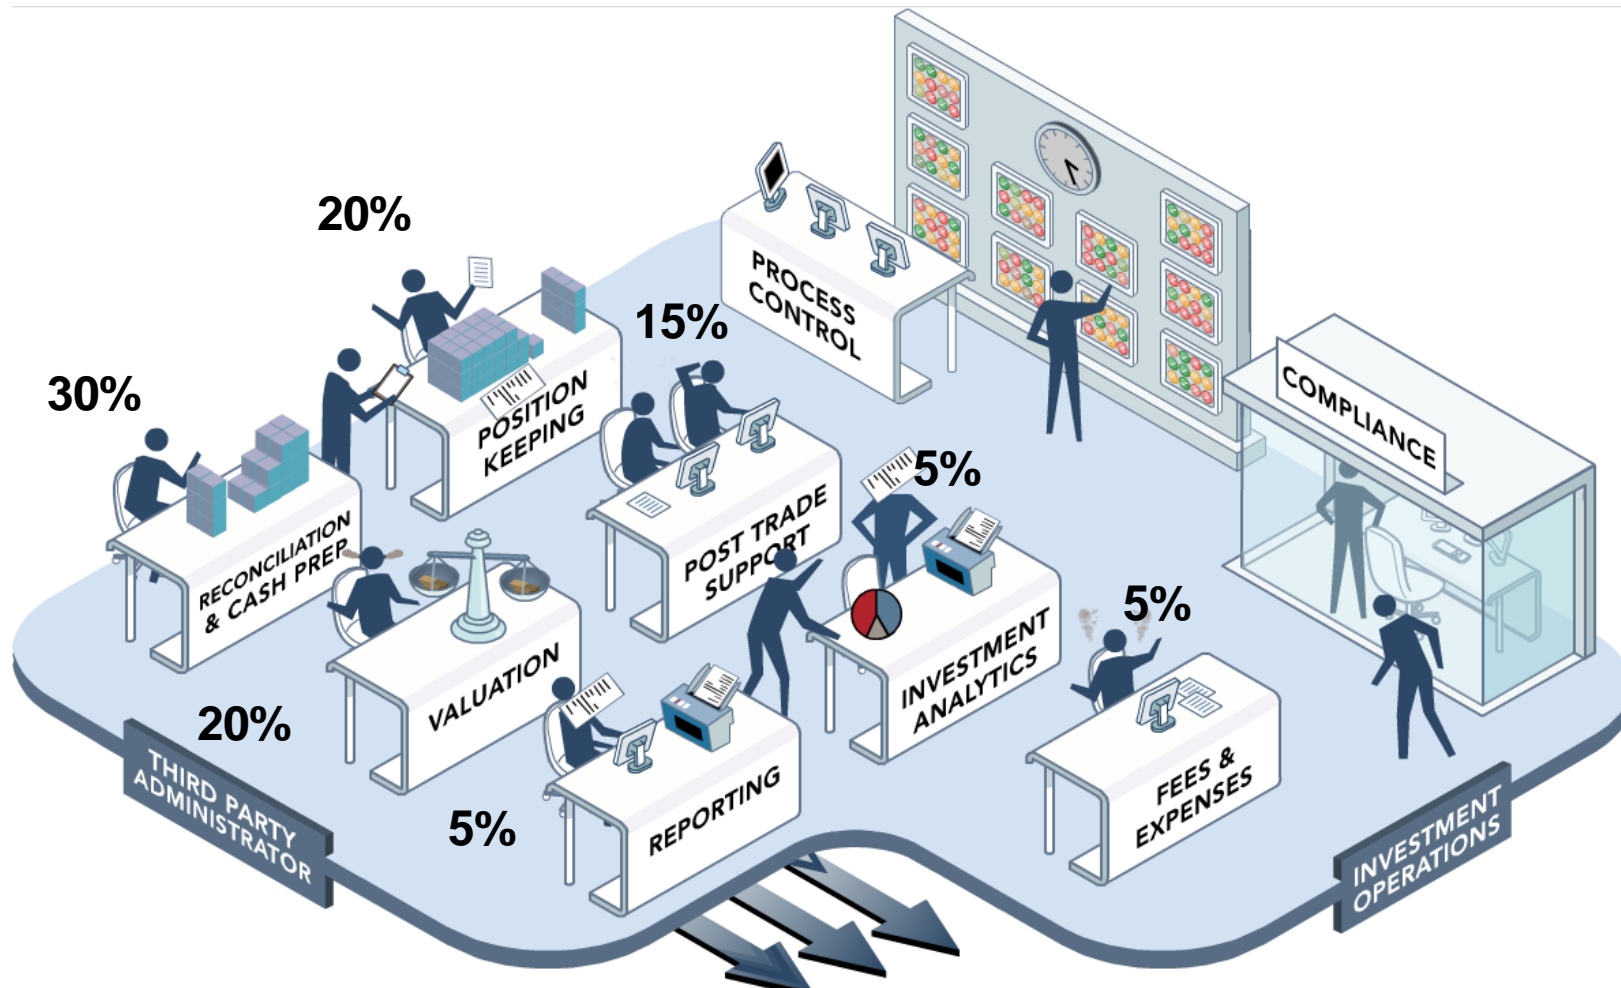 20%
PROCESS
CONTROL
15%
30%
POSITION
KEEPING
COMPLIANCE
5%
RECONCILIATION
& CASH PREP
POST TRADE
SUPPORT
5%
VALUATION
INVESTMENT
ANALYTICS
20%
THIRD PARTY
ADMINISTRATOR
5%
REPORTING
FEES &
EXPENSES
INVESTMENT
OPERATIONS